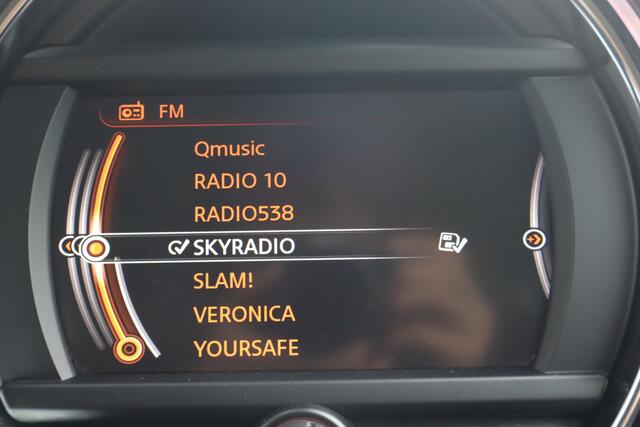 FM
Qmusic
RADIO 10
RADIO538
SKYRADIO
SLAM!
VERONICA
YOURSAFE